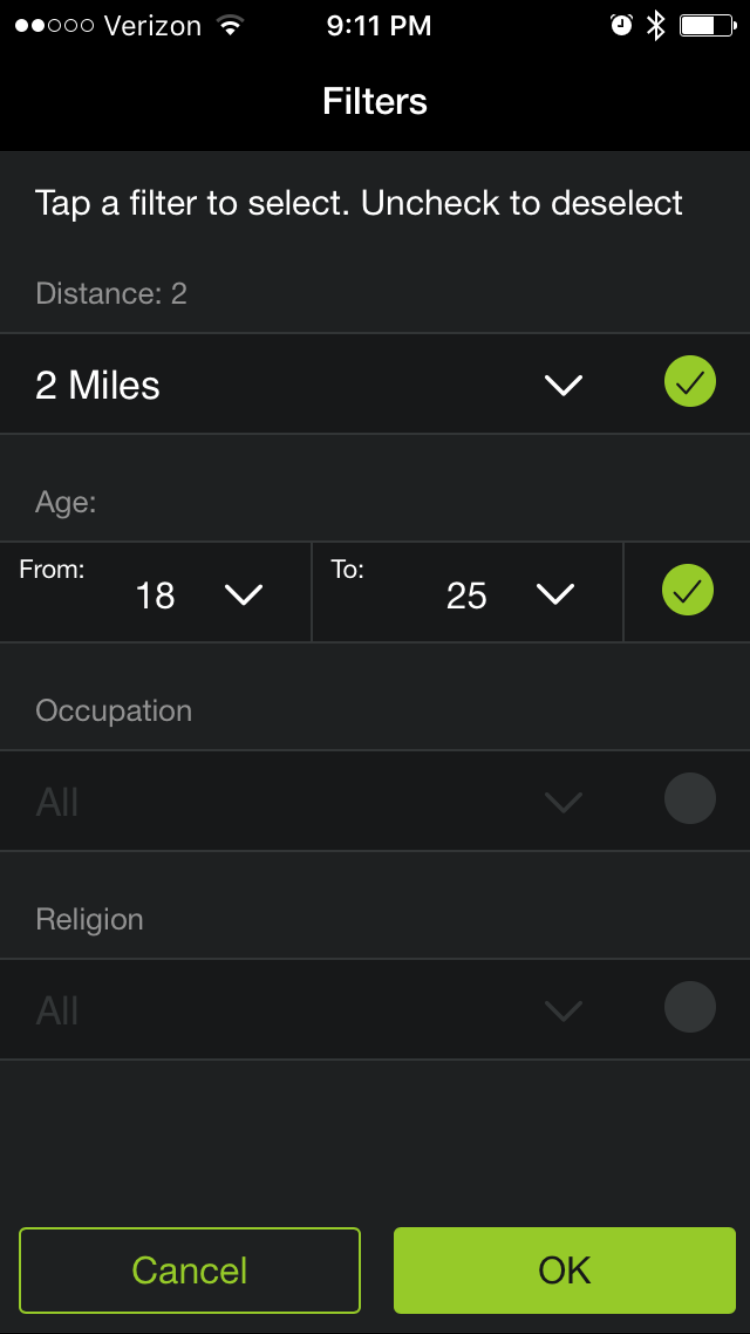 Verizon 9:11 PM
Filters
Tap a filter to select. Uncheck to deselect
Distance: 2
2 Miles
Age:
From: 18 To: 25
Occupation
All
Religion
All
Cancel OK